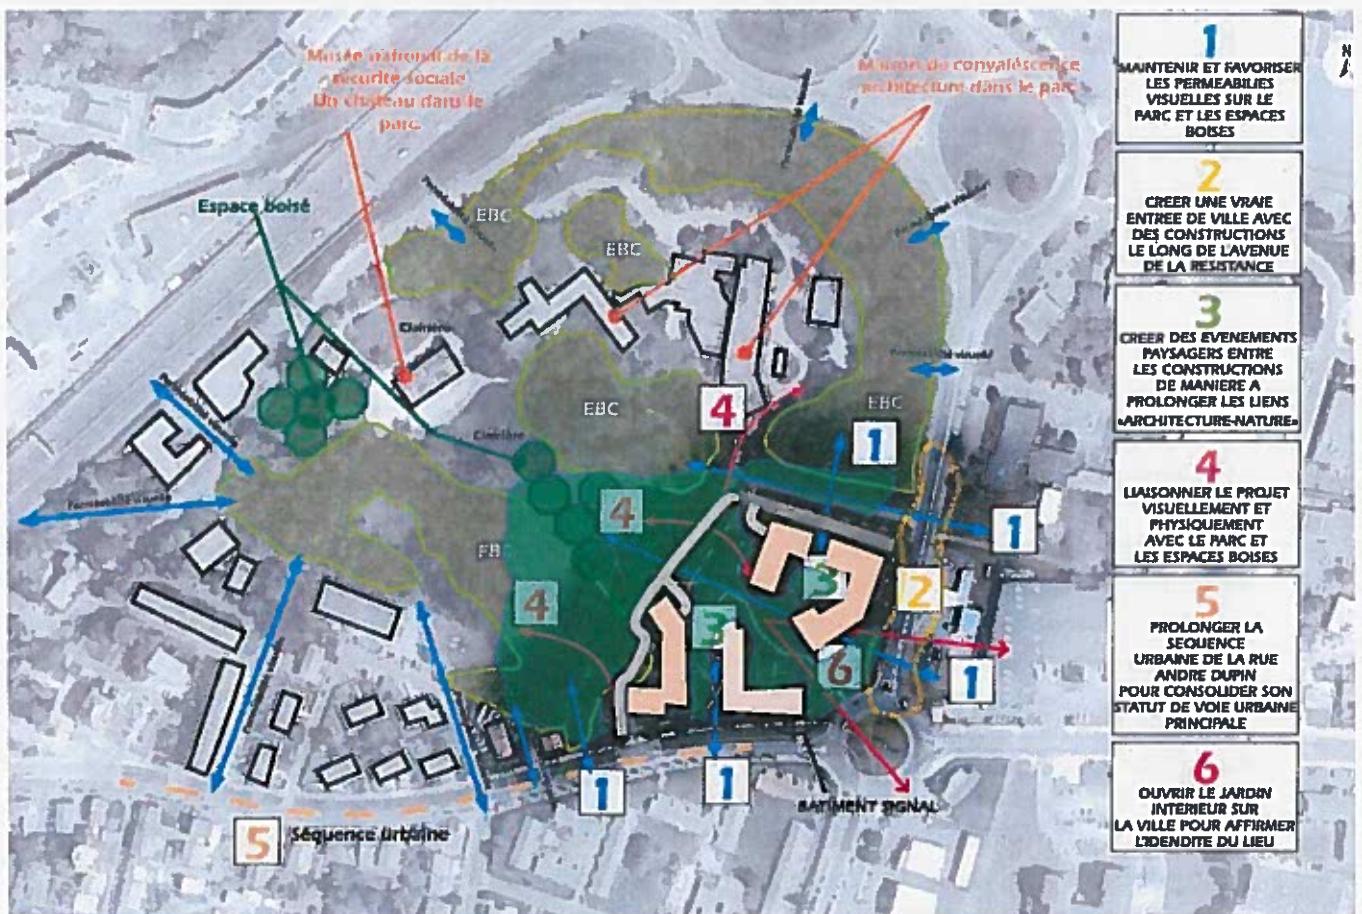 Musée national de la
sécurité sociale
Un château dans le
parc
Maison de convaléscence
architecture dans le parc
Espace boisé
EBC
EBC
EBC
EBC
Clairière
Clairière
Perméabilité visuelle
Perméabilité visuelle
4
1
4
1
4
3
3
2
6
1
1
1
5
Séquence urbaine
BATIMENT SIGNAL
N
1
MAINTENIR ET FAVORISER
LES PERMEABILIES
VISUELLES SUR LE
PARC ET LES ESPACES
BOISES
2
CREER UNE VRAIE
ENTREE DE VILLE AVEC
DES CONSTRUCTIONS
LE LONG DE L'AVENUE
DE LA RESISTANCE
3
CREER DES EVENEMENTS
PAYSAGERS ENTRE
LES CONSTRUCTIONS
DE MANIERE A
PROLONGER LES LIENS
«ARCHITECTURE-NATURE»
4
LIAISONNER LE PROJET
VISUELLEMENT ET
PHYSIQUEMENT
AVEC LE PARC ET
LES ESPACES BOISES
5
PROLONGER LA
SEQUENCE
URBAINE DE LA RUE
ANDRE DUPIN
POUR CONSOLIDER SON
STATUT DE VOIE URBAINE
PRINCIPALE
6
OUVRIR LE JARDIN
INTERIEUR SUR
LA VILLE POUR AFFIRMER
L'IDENDITE DU LIEU